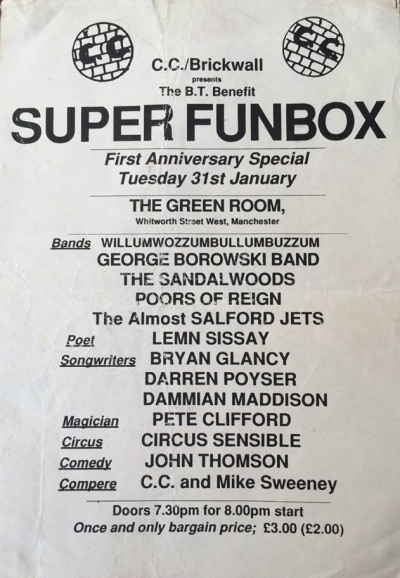 C.C. C.C.
C.C./Brickwall
presents
The B.T. Benefit
SUPER FUNBOX
First Anniversary Special
Tuesday 31st January
THE GREEN ROOM,
Whitworth Street West, Manchester
Bands WILLUMWOZZUMBULLUMBUZZUM
GEORGE BOROWSKI BAND
THE SANDALWOODS
POORS OF REIGN
The Almost SALFORD JETS
Poet LEMN SISSAY
Songwriters BRYAN GLANCY
DARREN POYSER
DAMMIAN MADDISON
Magician PETE CLIFFORD
Circus CIRCUS SENSIBLE
Comedy JOHN THOMSON
Compere C.C. and Mike Sweeney
Doors 7.30pm for 8.00pm start
Once and only bargain price; £3.00 (£2.00)